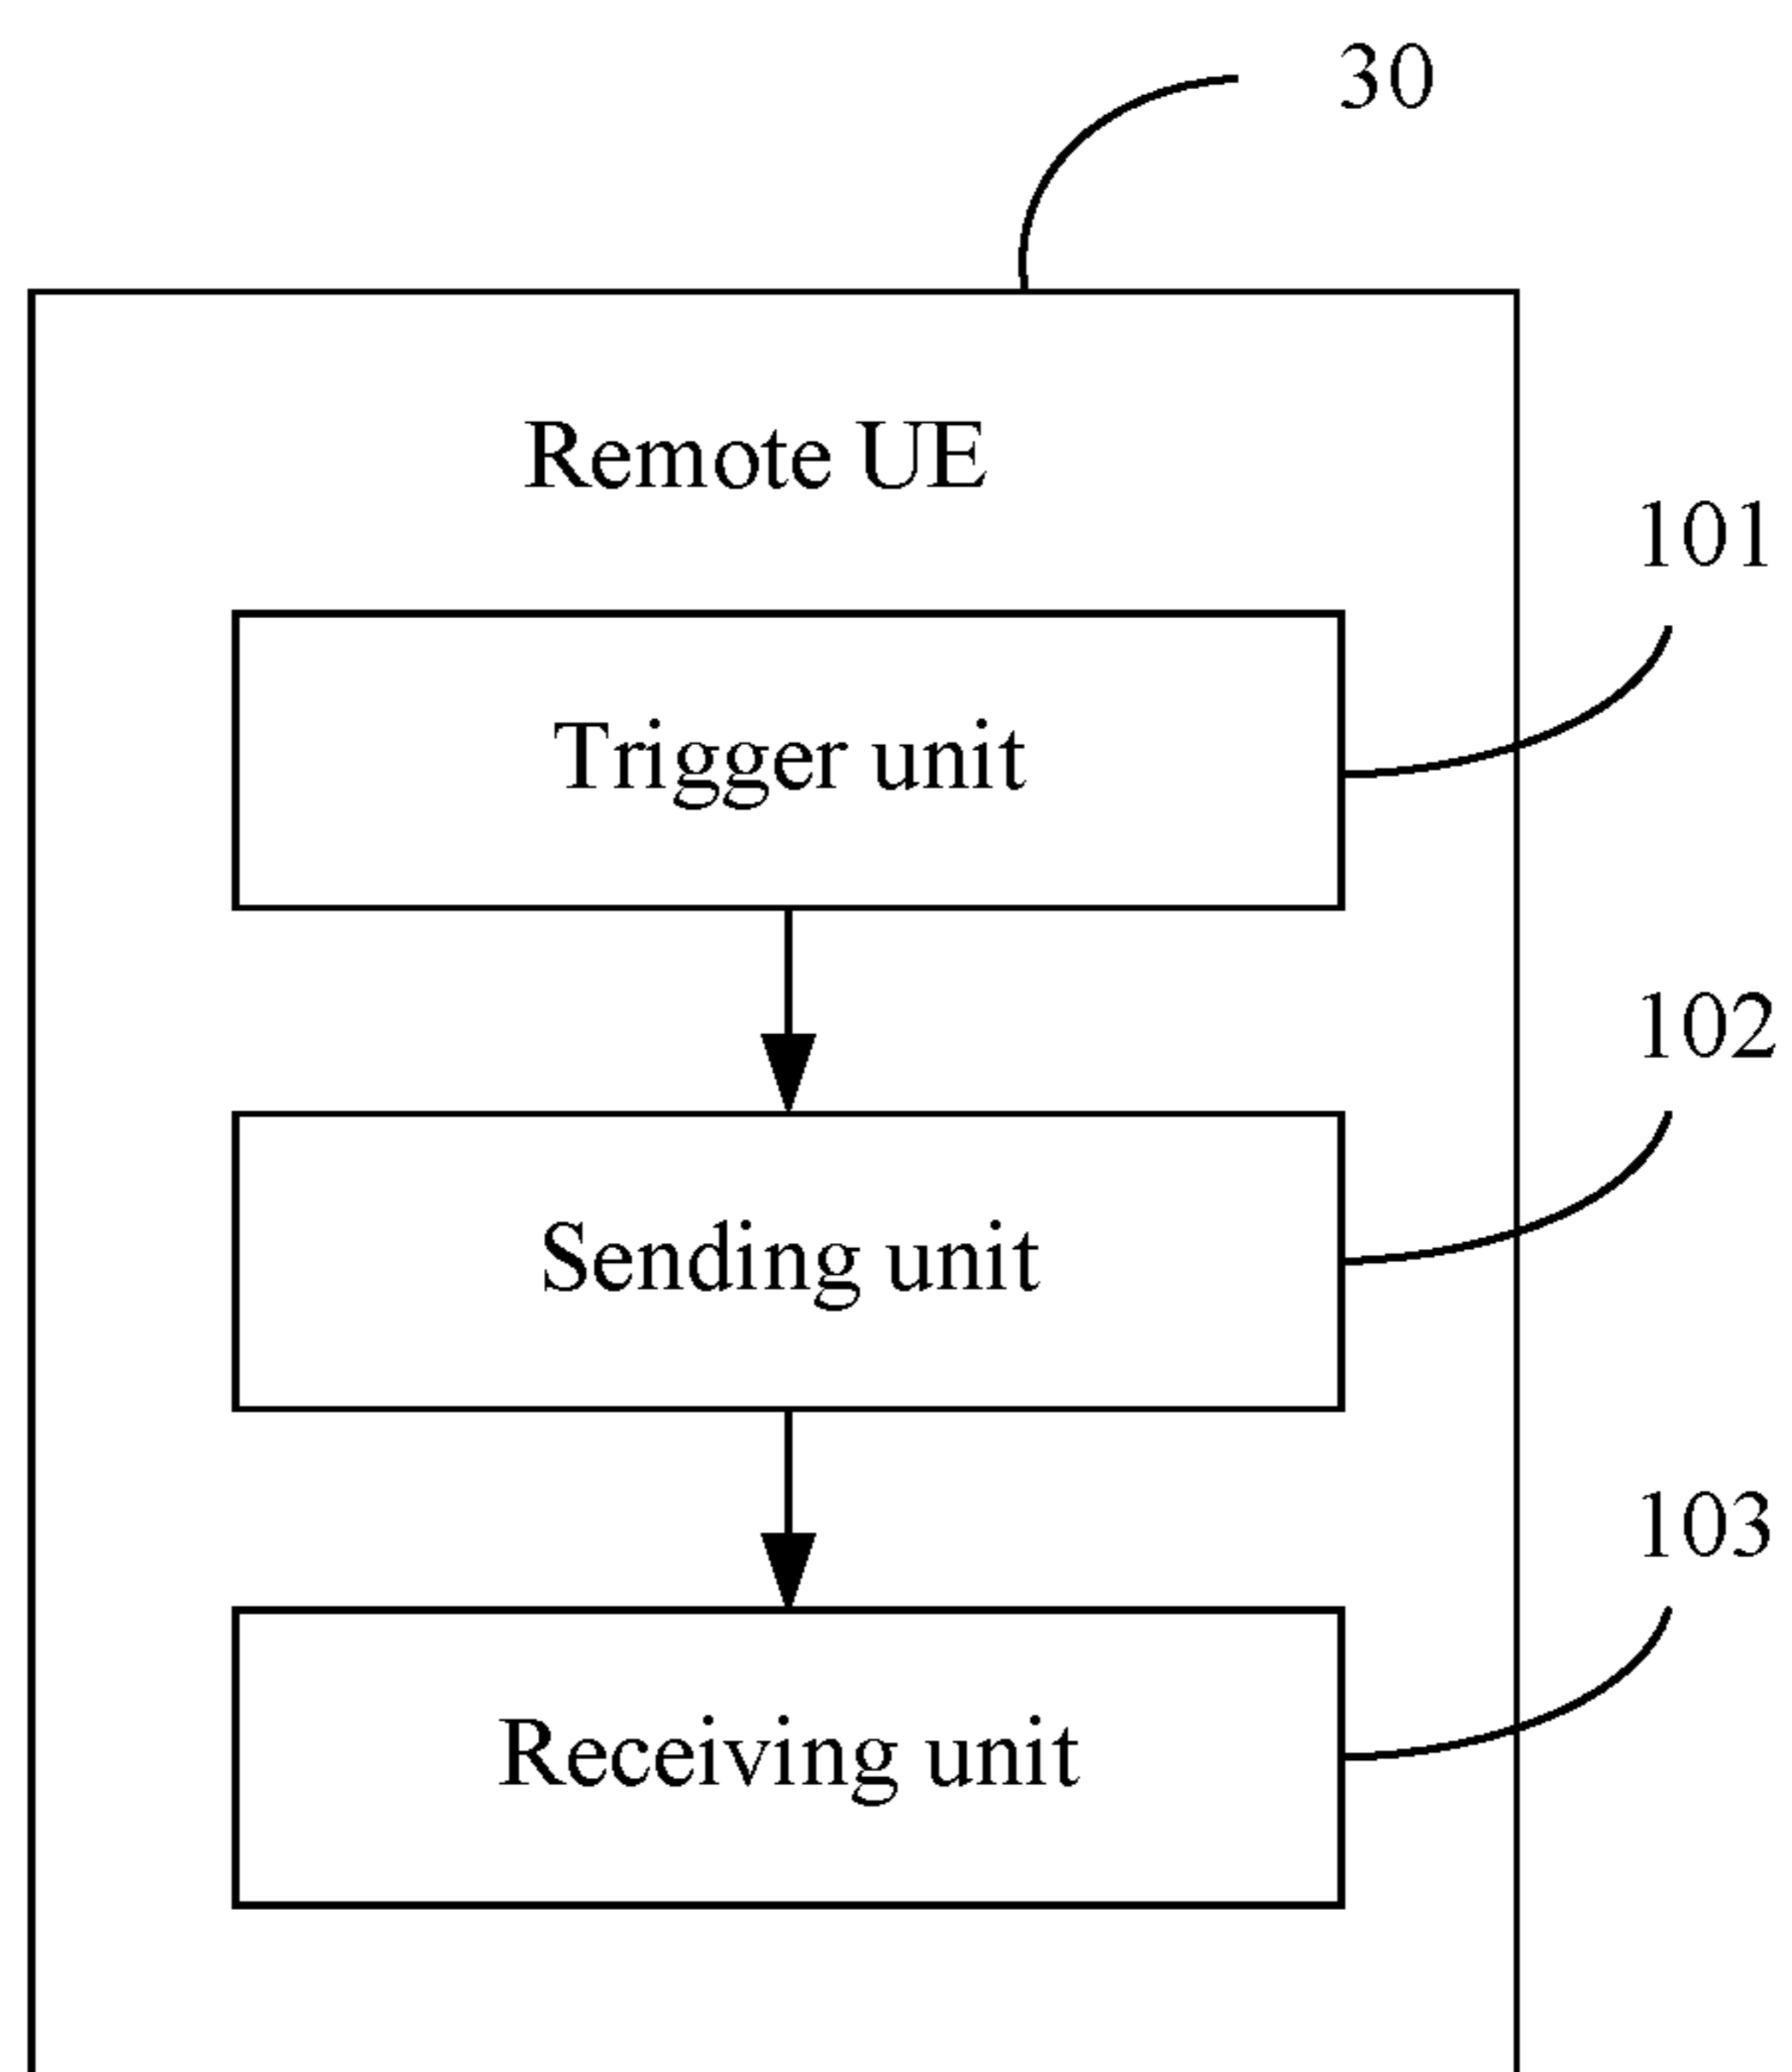 30
Remote UE
101
Trigger unit
102
Sending unit
103
Receiving unit